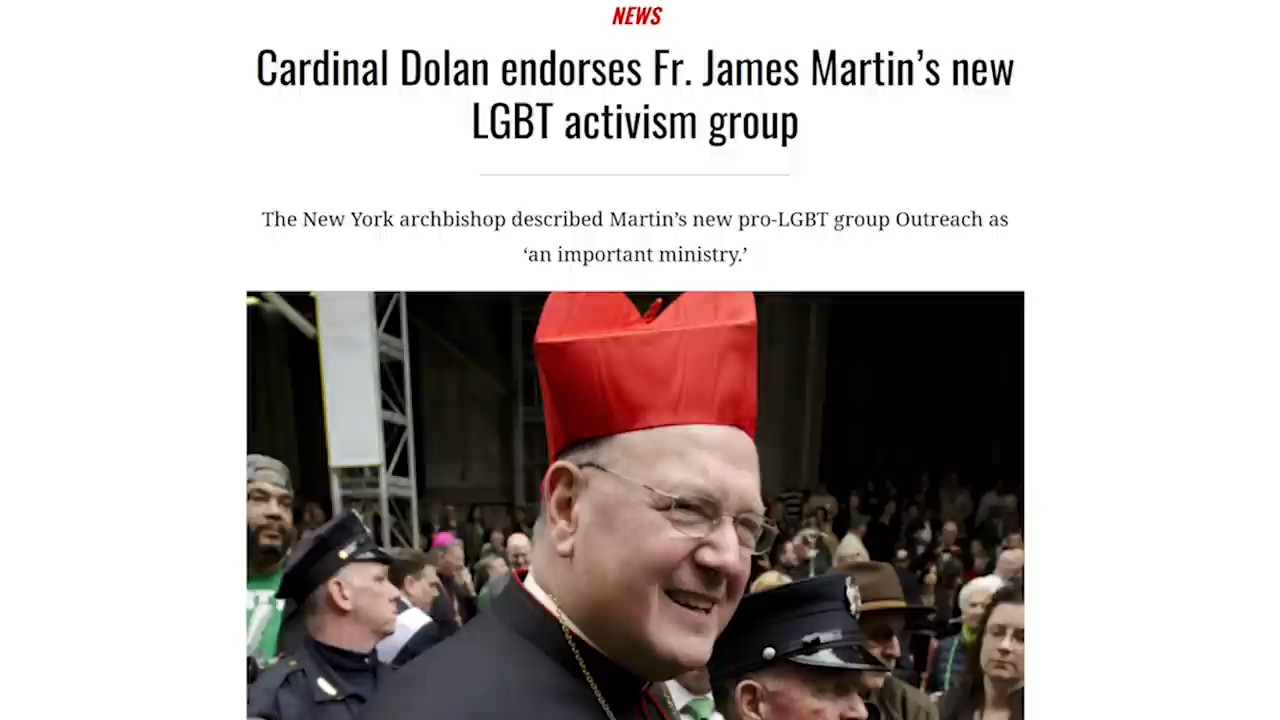 NEWS
Cardinal Dolan endorses Fr. James Martin’s new
LGBT activism group
The New York archbishop described Martin’s new pro-LGBT group Outreach as
‘an important ministry.’